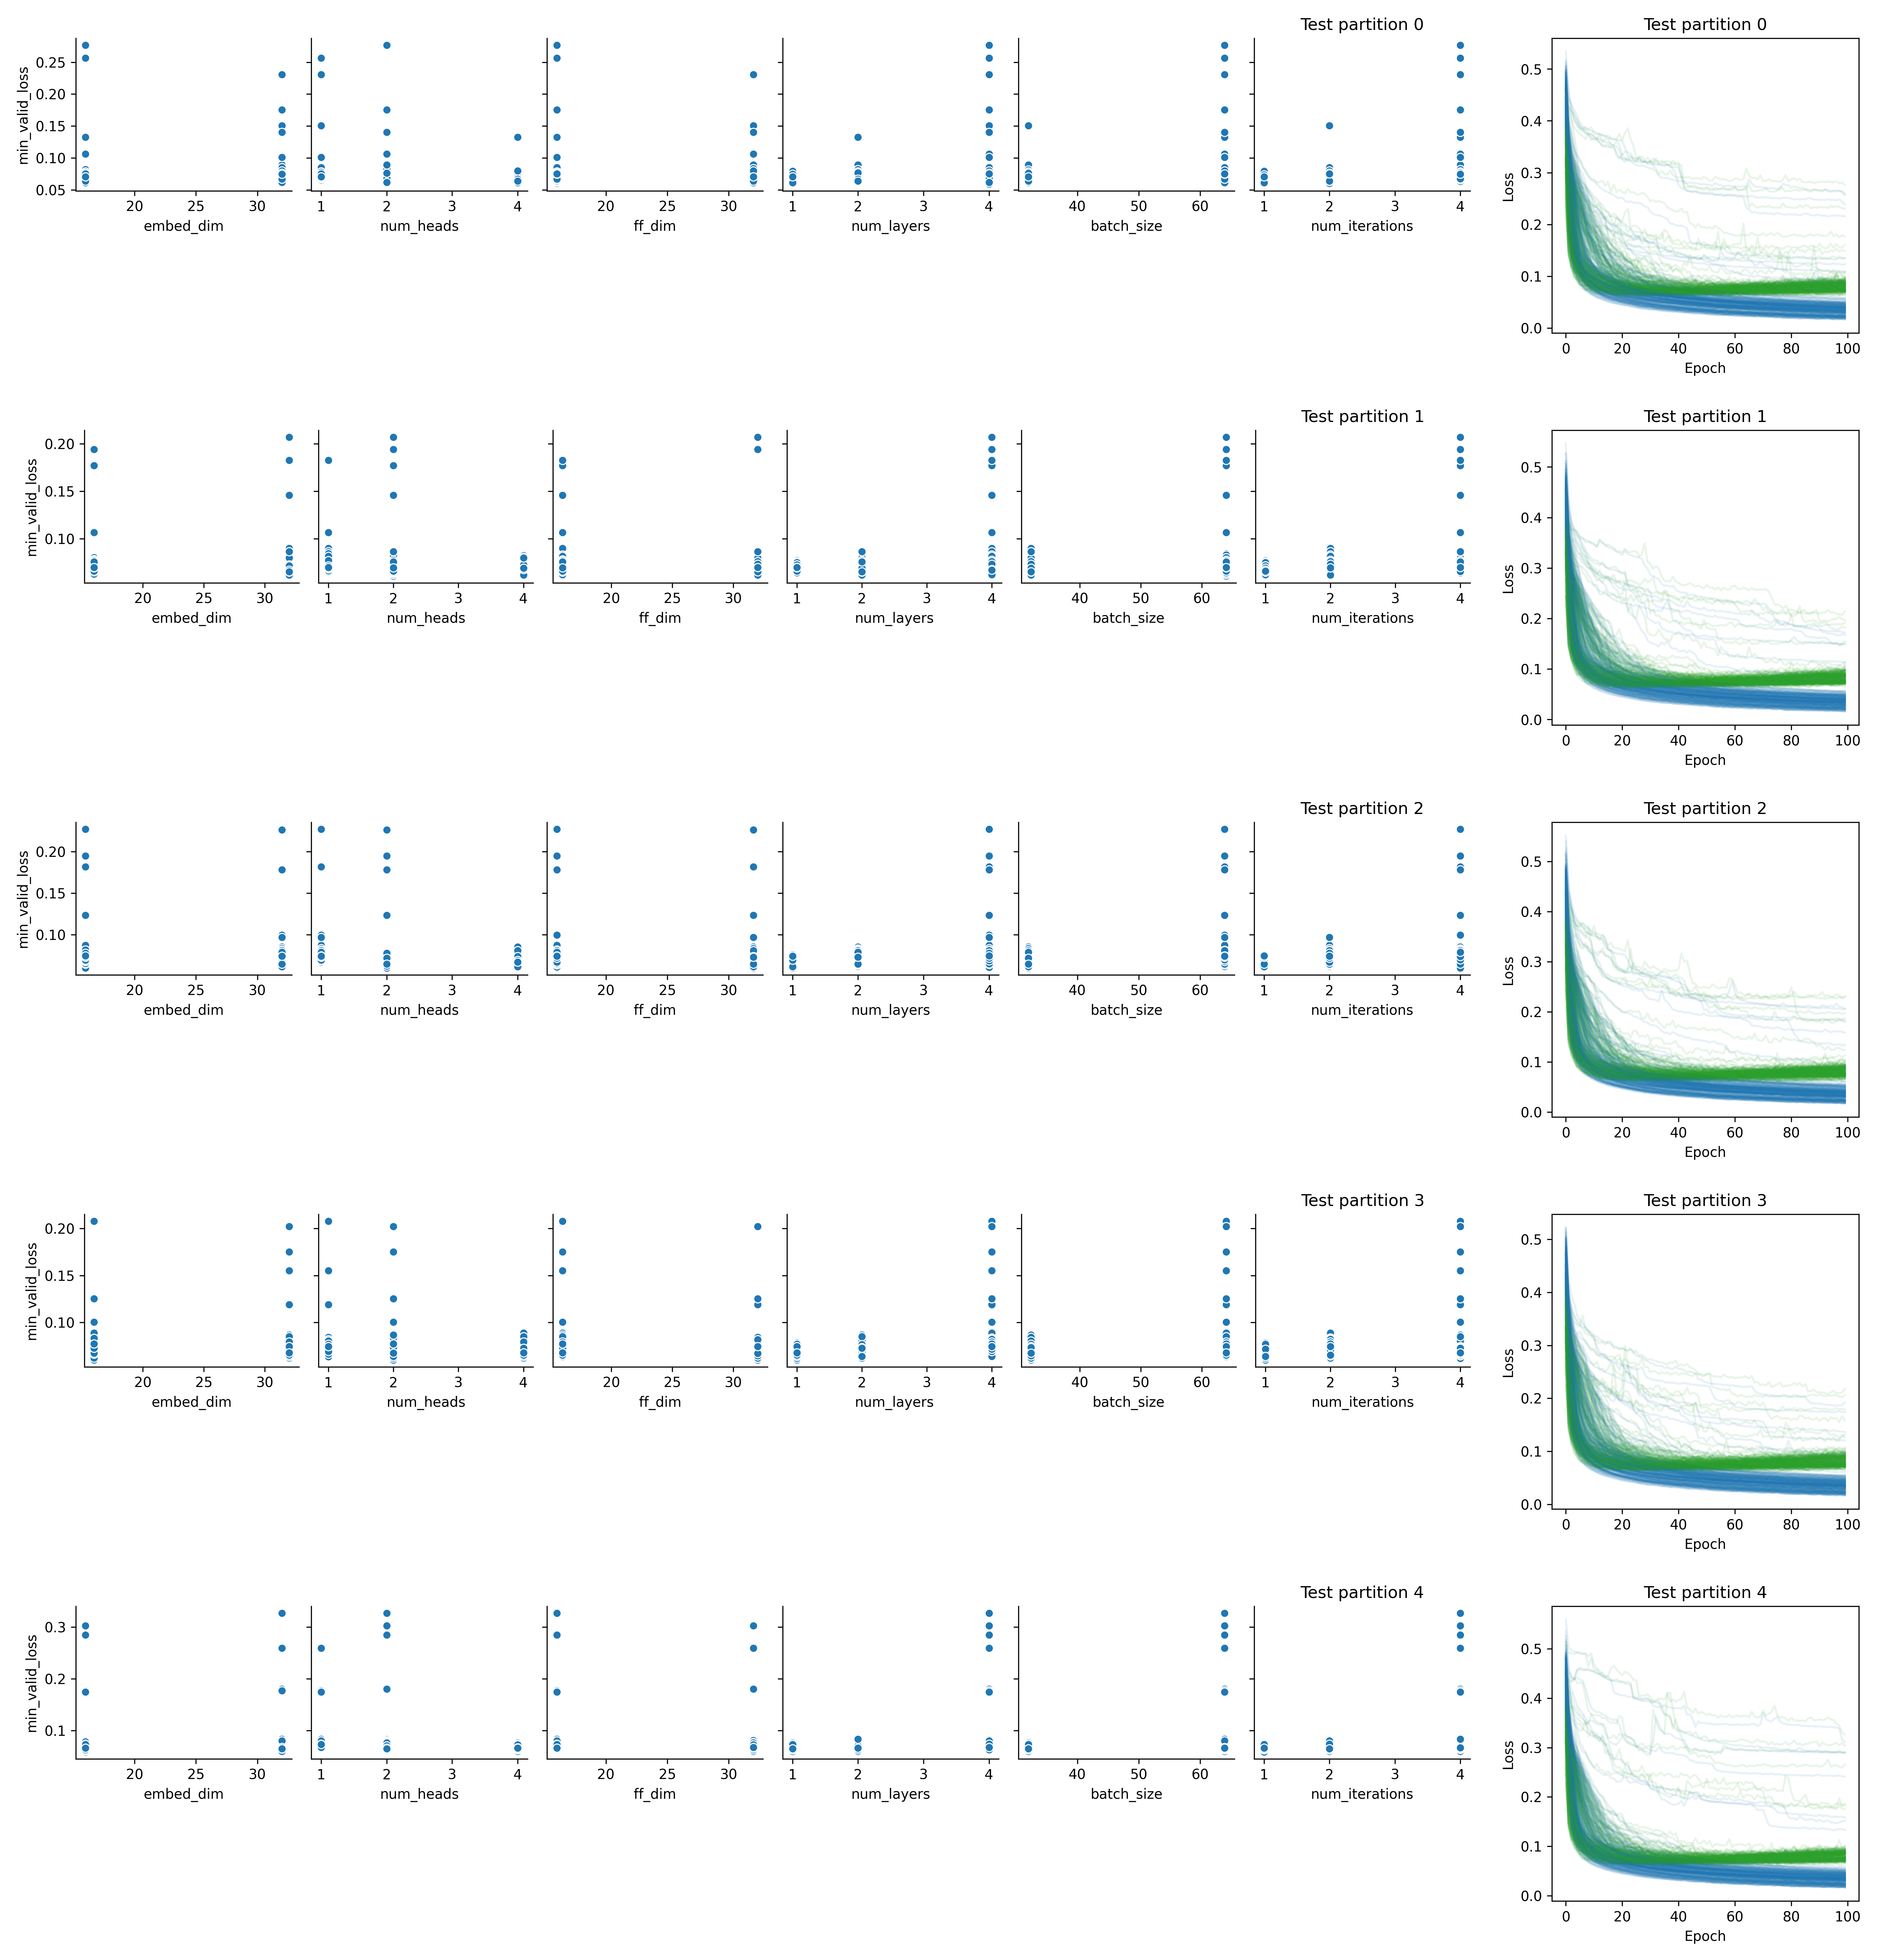 Test partition 0 Test partition 0
min_valid_loss 0.25 0.20 0.15 0.10 0.05
20 25 30 1 2 3 4 20 25 30 1 2 3 4 40 60 1 2 3 4
embed_dim num_heads ff_dim num_layers batch_size num_iterations
Loss 0.5 0.4 0.3 0.2 0.1 0.0
0 20 40 60 80 100
Epoch
Test partition 1 Test partition 1
min_valid_loss 0.20 0.15 0.10
20 25 30 1 2 3 4 20 25 30 1 2 3 4 40 60 1 2 3 4
embed_dim num_heads ff_dim num_layers batch_size num_iterations
Loss 0.5 0.4 0.3 0.2 0.1 0.0
0 20 40 60 80 100
Epoch
Test partition 2 Test partition 2
min_valid_loss 0.20 0.15 0.10
20 25 30 1 2 3 4 20 25 30 1 2 3 4 40 60 1 2 3 4
embed_dim num_heads ff_dim num_layers batch_size num_iterations
Loss 0.5 0.4 0.3 0.2 0.1 0.0
0 20 40 60 80 100
Epoch
Test partition 3 Test partition 3
min_valid_loss 0.20 0.15 0.10
20 25 30 1 2 3 4 20 25 30 1 2 3 4 40 60 1 2 3 4
embed_dim num_heads ff_dim num_layers batch_size num_iterations
Loss 0.5 0.4 0.3 0.2 0.1 0.0
0 20 40 60 80 100
Epoch
Test partition 4 Test partition 4
min_valid_loss 0.3 0.2 0.1
20 25 30 1 2 3 4 20 25 30 1 2 3 4 40 60 1 2 3 4
embed_dim num_heads ff_dim num_layers batch_size num_iterations
Loss 0.5 0.4 0.3 0.2 0.1 0.0
0 20 40 60 80 100
Epoch